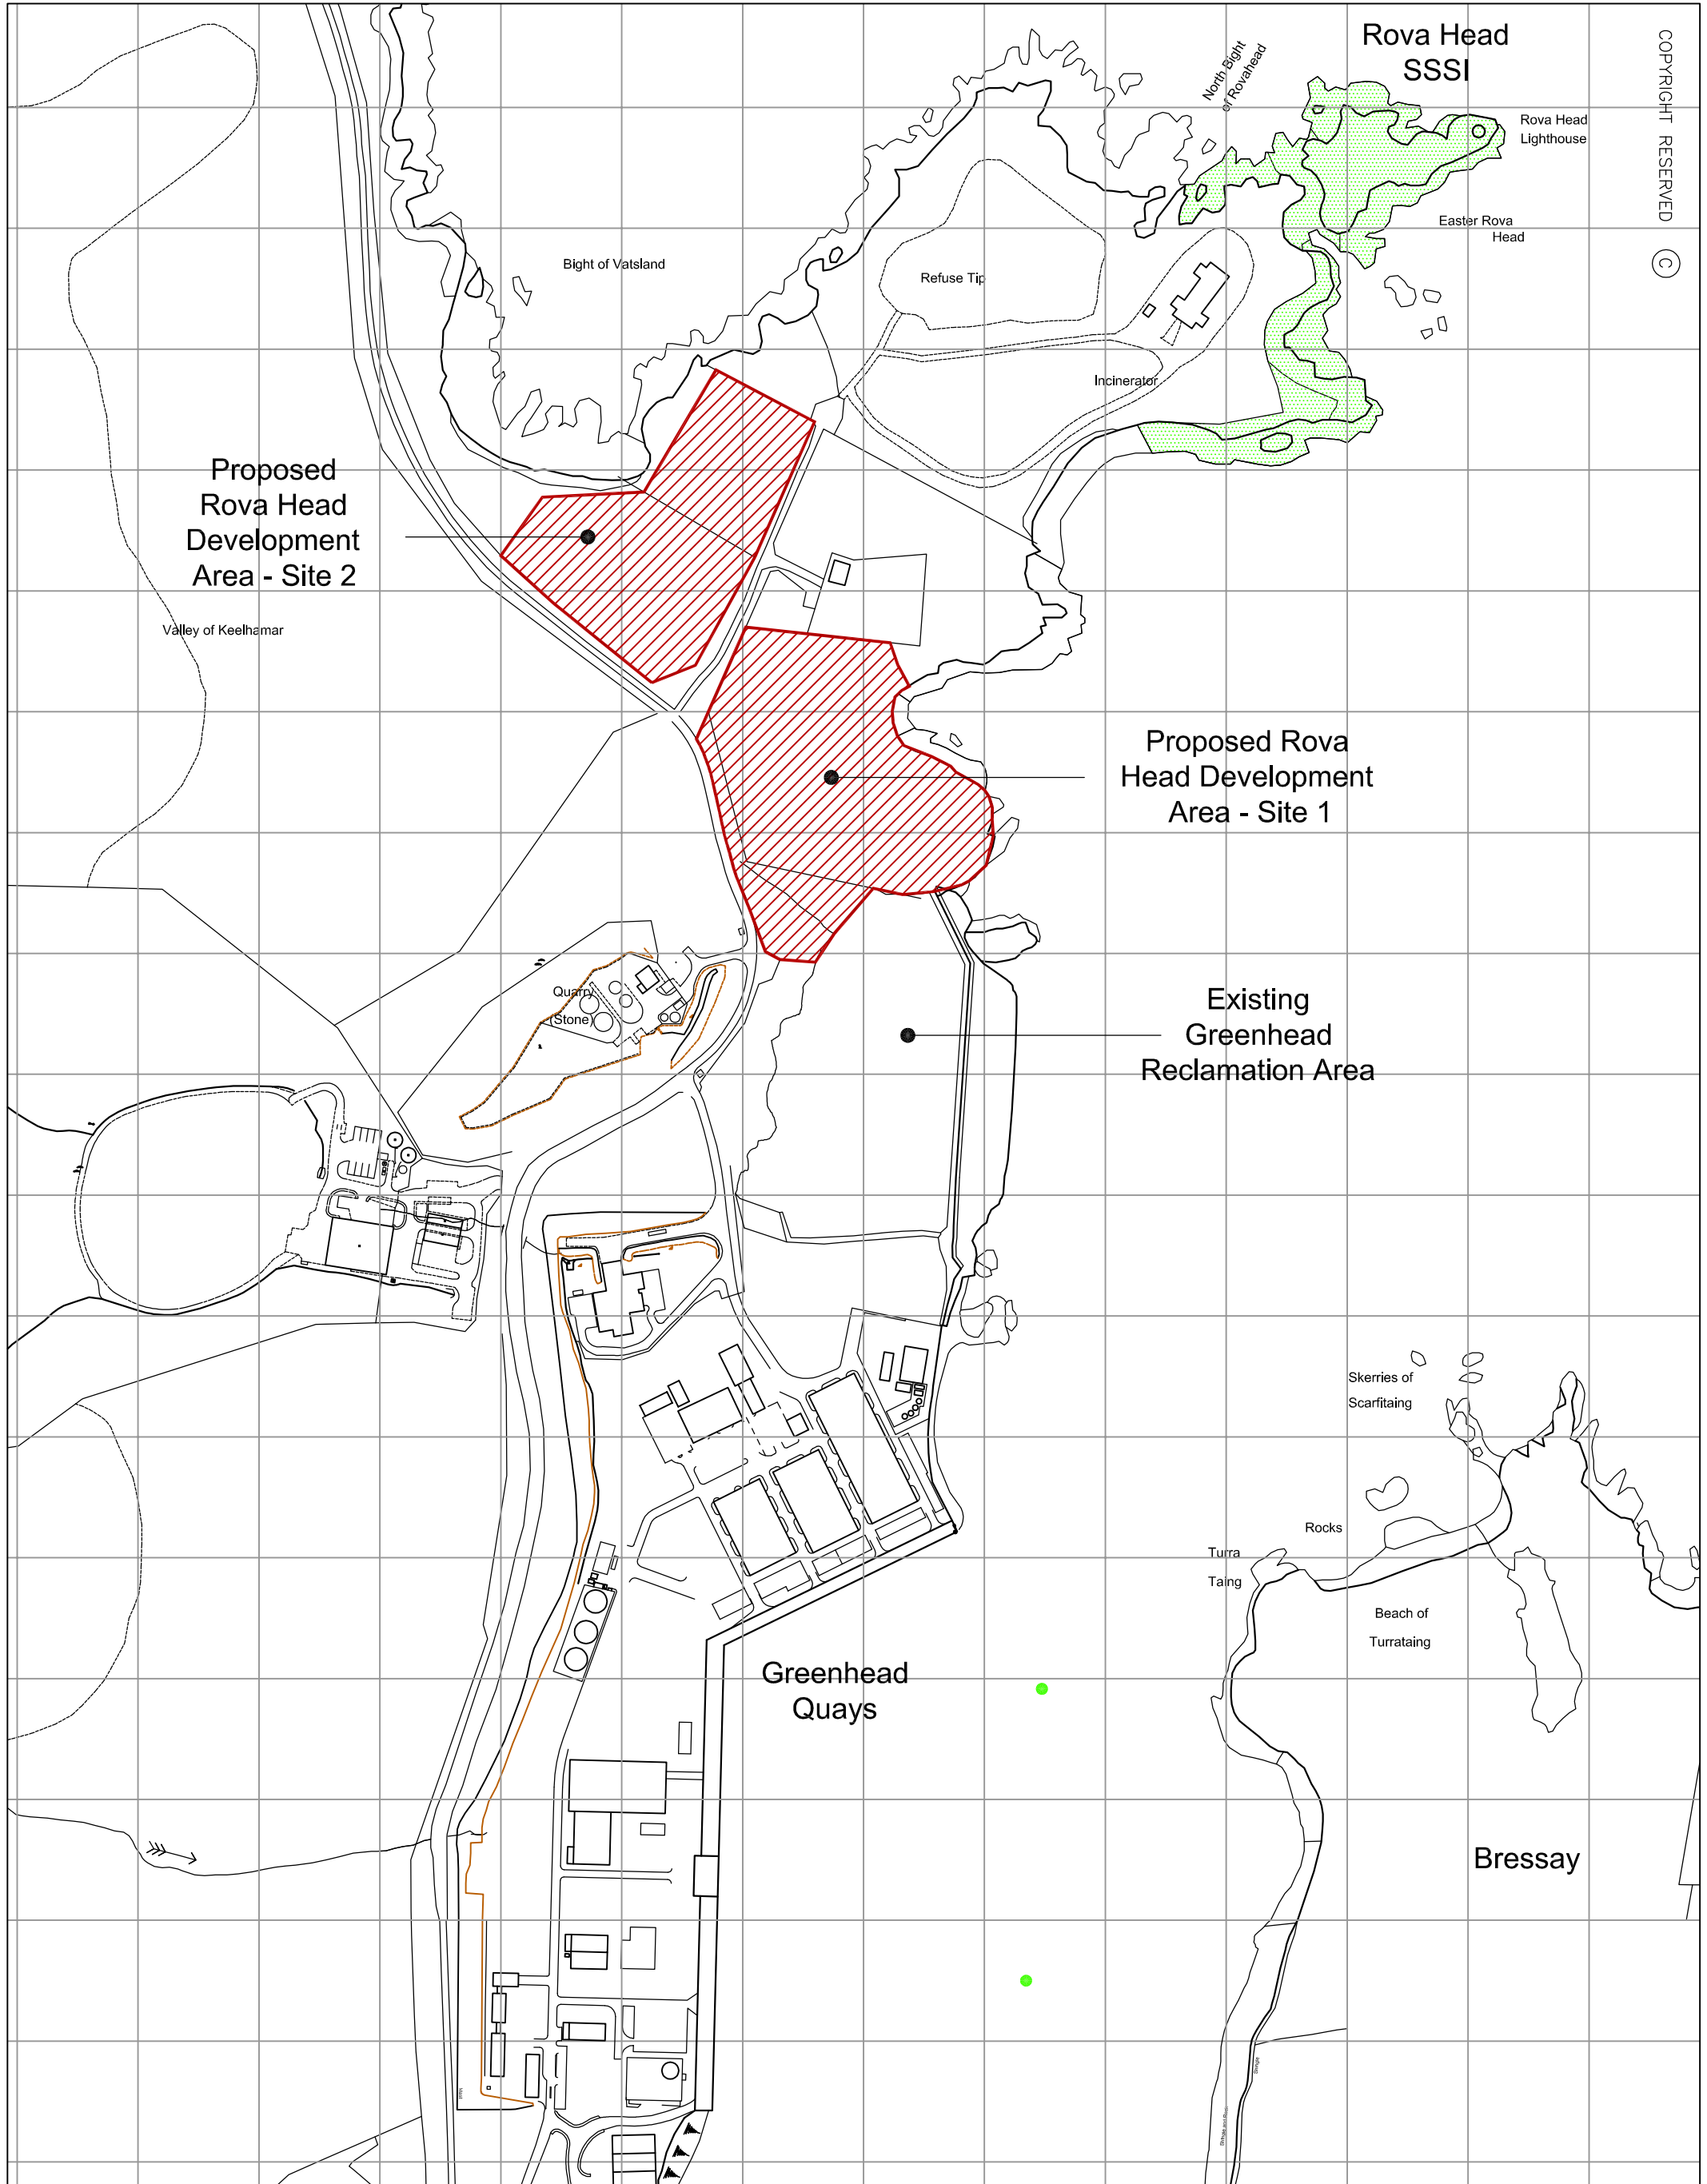 Rova Head
SSSI
COPYRIGHT RESERVED
C
North Bight
of Rovahead
Rova Head
Lighthouse
Easter Rova
Head
Bight of Vatsland
Refuse Tip
Incinerator
Proposed
Rova Head
Development
Area - Site 2
Valley of Keelhamar
Proposed Rova
Head Development
Area - Site 1
Quarry
(Stone)
Existing
Greenhead
Reclamation Area
Skerries of
Scarfitaing
Rocks
Turra
Taing
Beach of
Turrataing
Greenhead
Quays
Bressay
Shingle